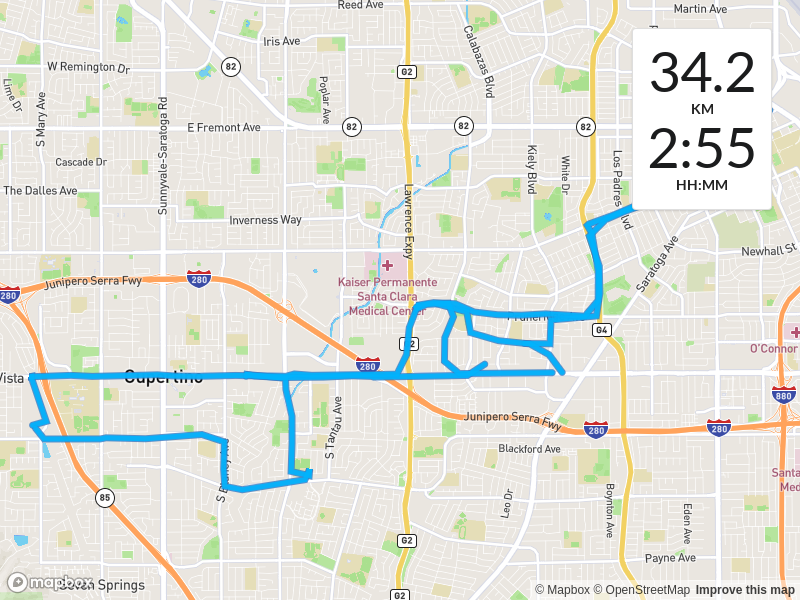 Reed Ave
Martin Ave
Iris Ave
Calabazas Blvd
W Remington Dr
82
G2
34.2
KM
2:55
HH:MM
Lime Dr
S Mary Ave
Sunnyvale-Saratoga Rd
Poplar Ave
E Fremont Ave
82
82
82
Cascade Dr
Kiely Blvd
White Dr
Los Padres Blvd
The Dalles Ave
Lawrence Expy
Inverness Way
Saratoga Ave
Newhall St
Kaiser Permanente
Santa Clara
Medical Center
Junipero Serra Fwy
280
280
G4
O'Connor
280
Vista
Cupertino
880
S Tantau Ave
Junipero Serra Fwy
280
280
Blackford Ave
Santa
Med
85
Leo Dr
Boynton Ave
Eden Ave
G2
Payne Ave
mapbox
Seven Springs
G2
© Mapbox © OpenStreetMap Improve this map